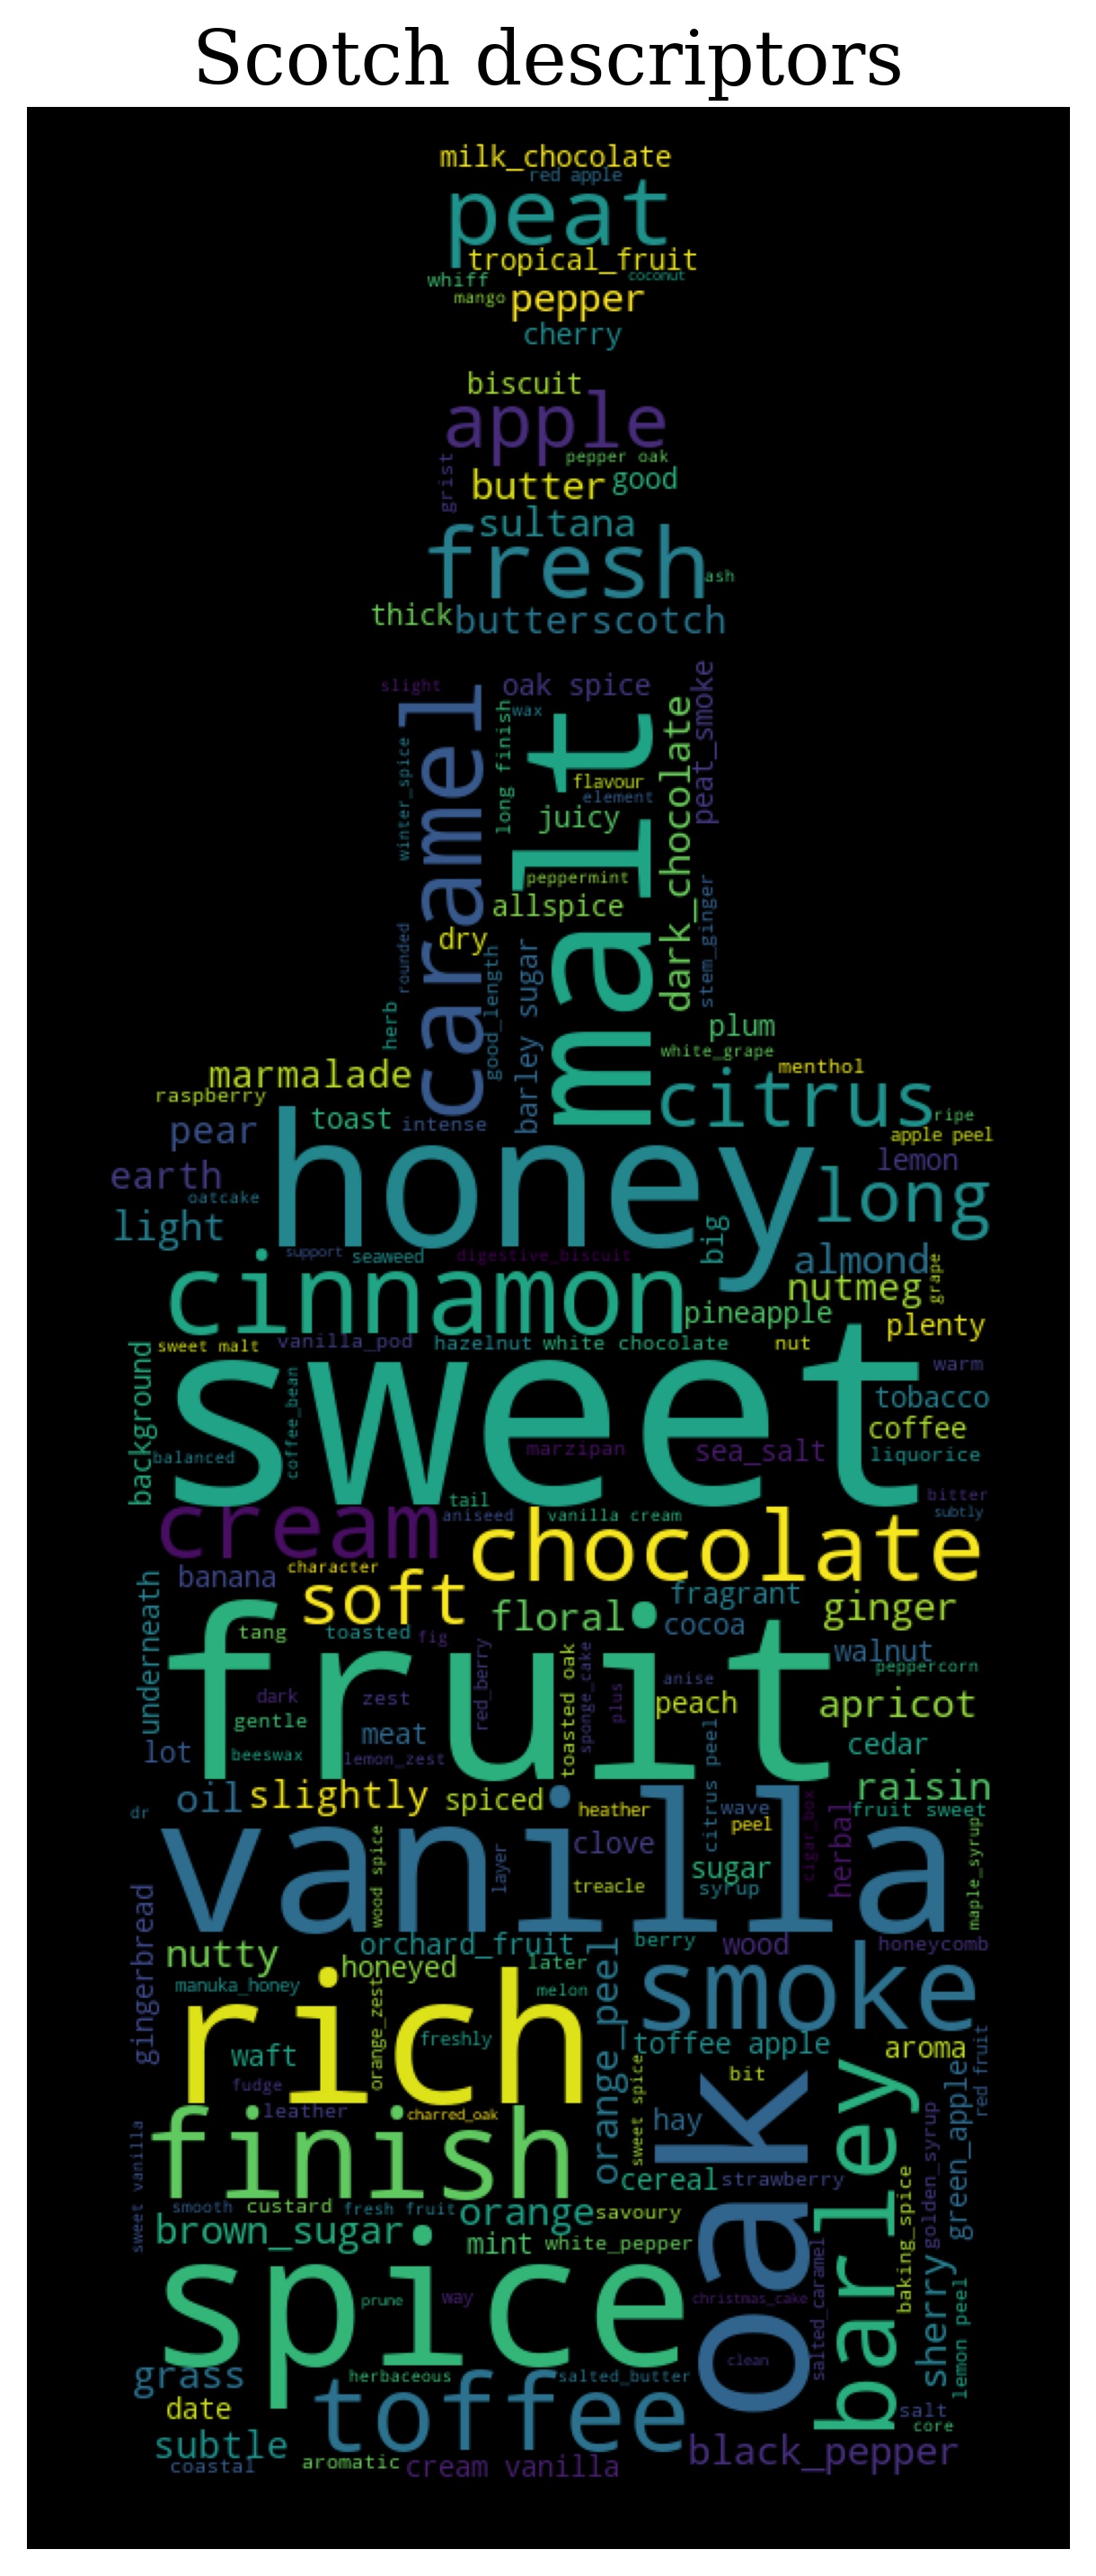 Scotch descriptors
milk_chocolate
red apple
peat
tropical_fruit
whiff
coconut
mango
pepper
cherry
biscuit
apple
pepper oak
grist
butter
good
sultana
fresh
ash
thick
butterscotch
slight
oak spice
peat_smoke
caramel
malt
wax
long finish
dark_chocolate
winter_spice
flavour
element
juicy
peppermint
allspice
stem_ginger
dry
rounded
good_length
barley sugar
herb
plum
white_grape
marmalade
menthol
raspberry
citrus
toast
intense
ripe
pear
apple peel
honey
lemon
earth
oatcake
long
light
big
support
seaweed
digestive_biscuit
almond
cinnamon
nutmeg
grape
pineapple
plenty
sweet malt
vanilla_pod
hazelnut
white chocolate
nut
background
sweet
warm
coffee_bean
tobacco
coffee
marzipan
sea_salt
liquorice
balanced
tail
bitter
cream
aniseed
vanilla cream
subtly
chocolate
character
banana
soft
fragrant
underneath
floral
cocoa
ginger
fruit
tang
toasted
fig
walnut
red_berry
toasted oak
sponge_cake
peppercorn
anise
dark
zest
plus
peach
apricot
gentle
meat
citrus peel
lot
beeswax
lemon_zest
cedar
oil
slightly
spiced
raisin
dr
heather
wave
cigar_box
herbal
fruit sweet
vanilla
peel
wood spice
layer
clove
maple_syrup
sugar
treacle
syrup
gingerbread
nutty
orchard_fruit
orange_peel
berry
wood
honeycomb
honeyed
later
smoke
manuka_honey
orange_zest
melon
rich
freshly
toffee apple
red fruit
waft
aroma
sweet spice
bit
oak
barley
green_apple
fudge
leather
charred_oak
golden_syrup
finish
hay
sweet vanilla
cereal
strawberry
baking_spice
smooth
custard
fresh fruit
orange
savoury
brown_sugar
mint
white_pepper
salted_caramel
sherry
spice
lemon peel
prune
way
christmas_cake
clean
grass
herbaceous
salted_butter
toffee
date
salt
core
subtle
black_pepper
coastal
aromatic
cream vanilla